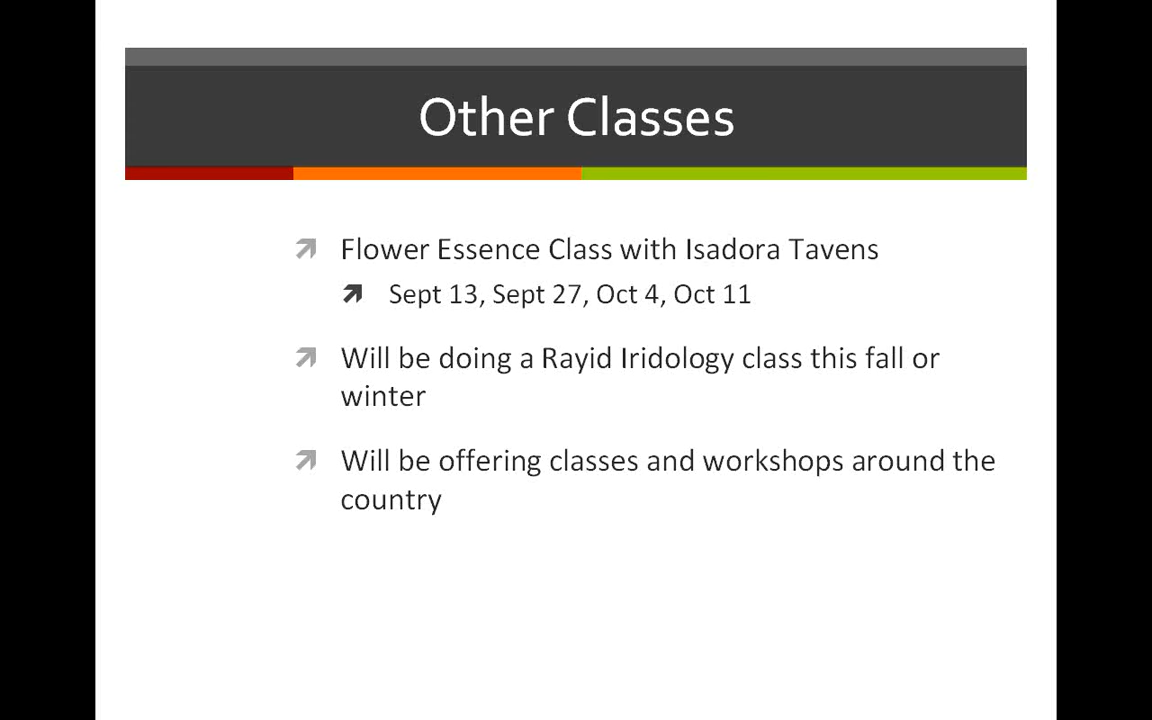 Other Classes
Flower Essence Class with Isadora Tavens
Sept 13, Sept 27, Oct 4, Oct 11
Will be doing a Rayid Iridology class this fall or
winter
Will be offering classes and workshops around the
country